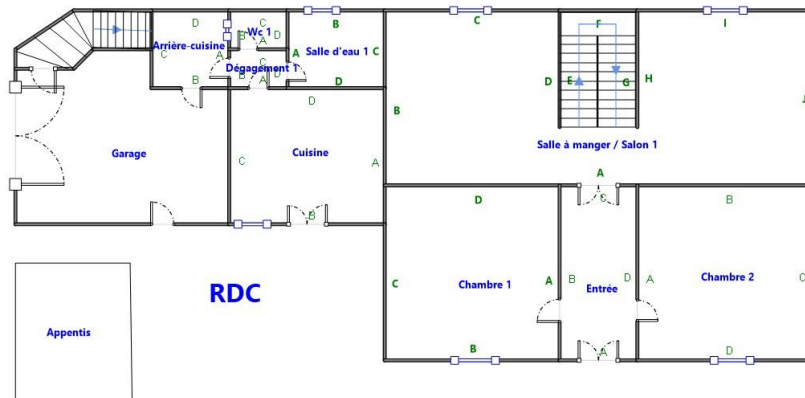 D C B C F I
Wc 1
Arrière-cuisine B A D A Salle d'eau 1 C
C A C
Dégagement 1
B B A D D D E G H
B J
D
Garage Cuisine Salle à manger / Salon 1
C A
A
B
D C B
RDC C Chambre 1 A B Entrée D A Chambre 2 C
Appentis
B A D